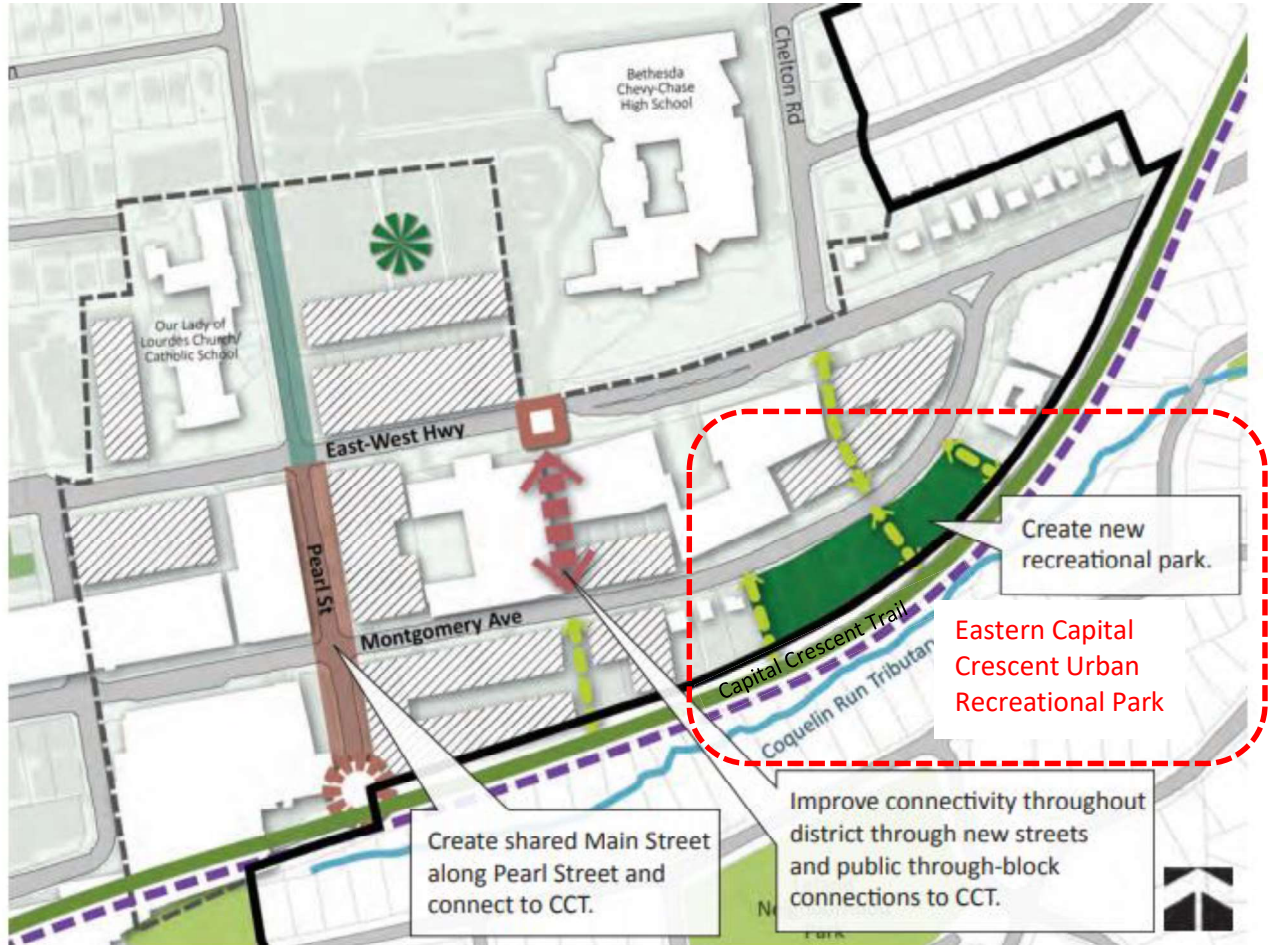 Chelton Rd
Bethesda
Chevy-Chase
High School
Our Lady of
Lourdes Church/
Catholic School
East-West Hwy
Pearl St
Montgomery Ave
Create new
recreational park.
Capital Crescent Trail
Eastern Capital
Crescent Urban
Recreational Park
Coquelin Run Tributar
Create shared Main Street
along Pearl Street and
connect to CCT.
Improve connectivity throughout
district through new streets
and public through-block
connections to CCT.